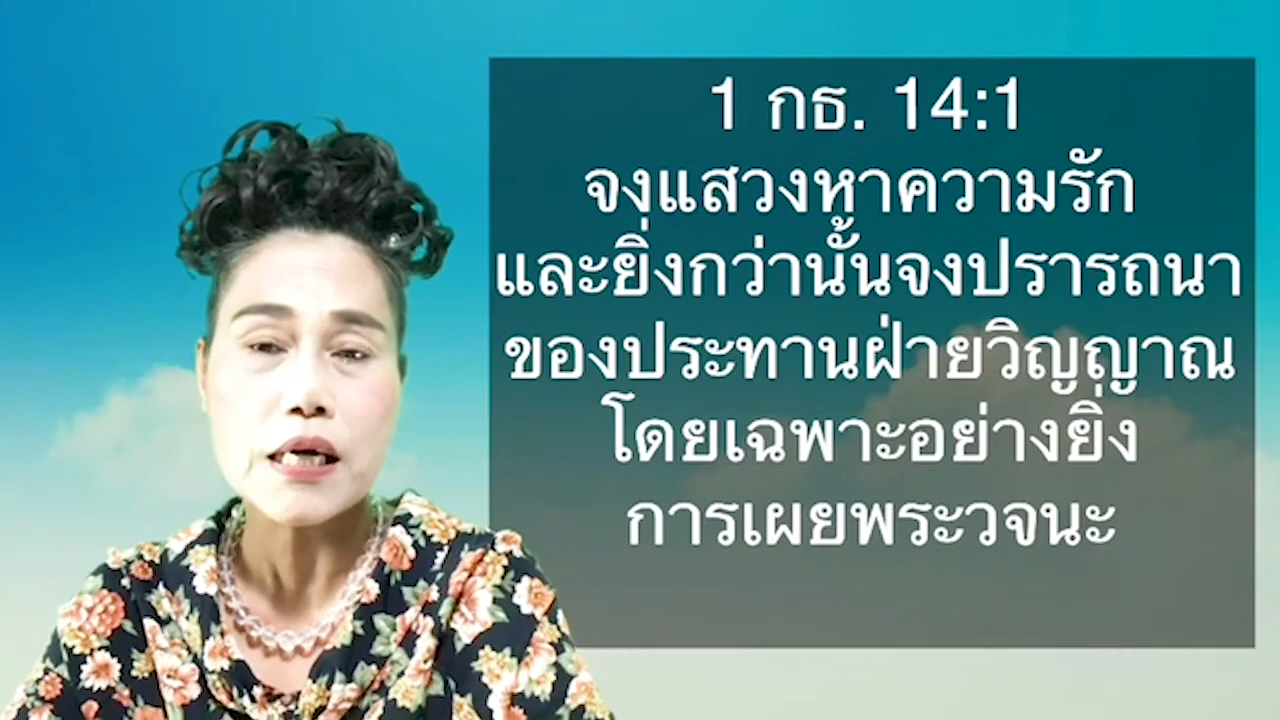 1 กธ. 14:1
จงแสวงหาความรัก
และยิ่งกว่านั้นจงปรารถนา
ของประทานฝ่ายวิญญาณ
โดยเฉพาะอย่างยิ่ง
การเผยพระวจนะ